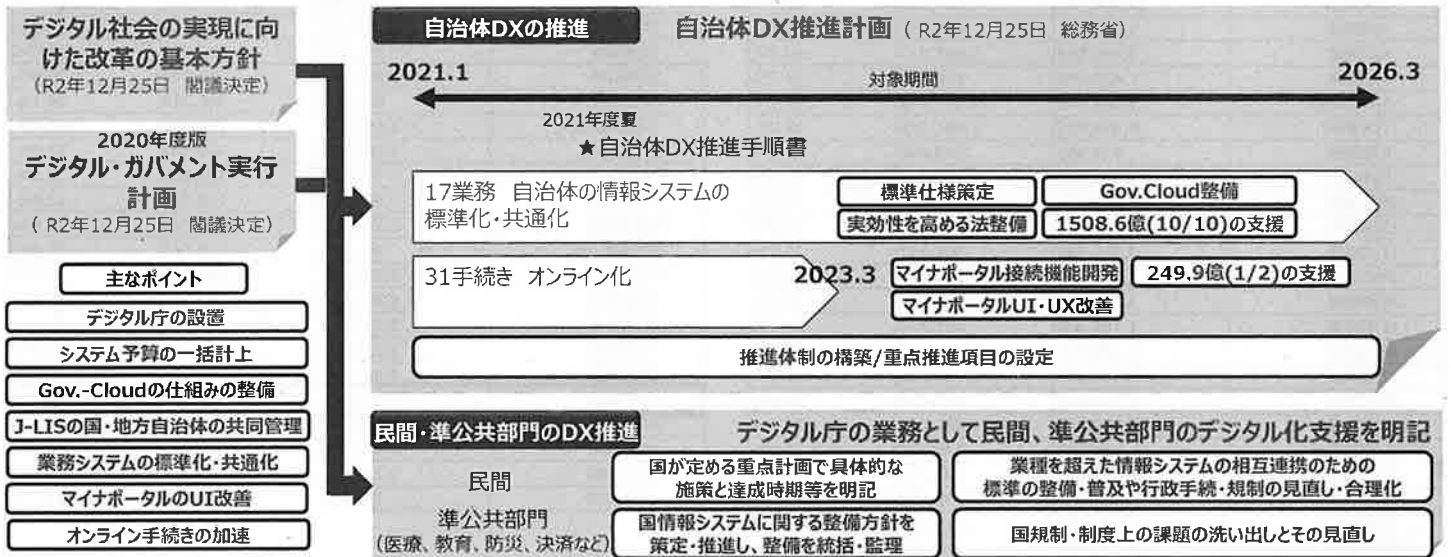 デジタル社会の実現に向
けた改革の基本方針
(R2年12月25日 閣議決定)
2020年度版
デジタル・ガバメント実行
計画
( R2年12月25日 閣議決定)
主なポイント
デジタル庁の設置
システム予算の一括計上
Gov.-Cloudの仕組みの整備
J-LISの国・地方自治体の共同管理
業務システムの標準化・共通化
マイナポータルのUI改善
オンライン手続きの加速
自治体DXの推進
自治体DX推進計画 ( R2年12月25日 総務省)
2021.1
対象期間
2026.3
2021年度夏
★自治体DX推進手順書
17業務 自治体の情報システムの
標準化・共通化
標準仕様策定
Gov.Cloud整備
実効性を高める法整備
1508.6億(10/10)の支援
31手続き オンライン化
2023.3
マイナポータル接続機能開発
249.9億(1/2)の支援
マイナポータルUI・UX改善
推進体制の構築/重点推進項目の設定
民間・準公共部門のDX推進
デジタル庁の業務として民間、準公共部門のデジタル化支援を明記
民間
国が定める重点計画で具体的な
施策と達成時期等を明記
業種を超えた情報システムの相互連携のための
標準の整備・普及や行政手続・規制の見直し・合理化
準公共部門
(医療、教育、防災、決済など)
国情報システムに関する整備方針を
策定・推進し、整備を統括・監理
国規制・制度上の課題の洗い出しとその見直し